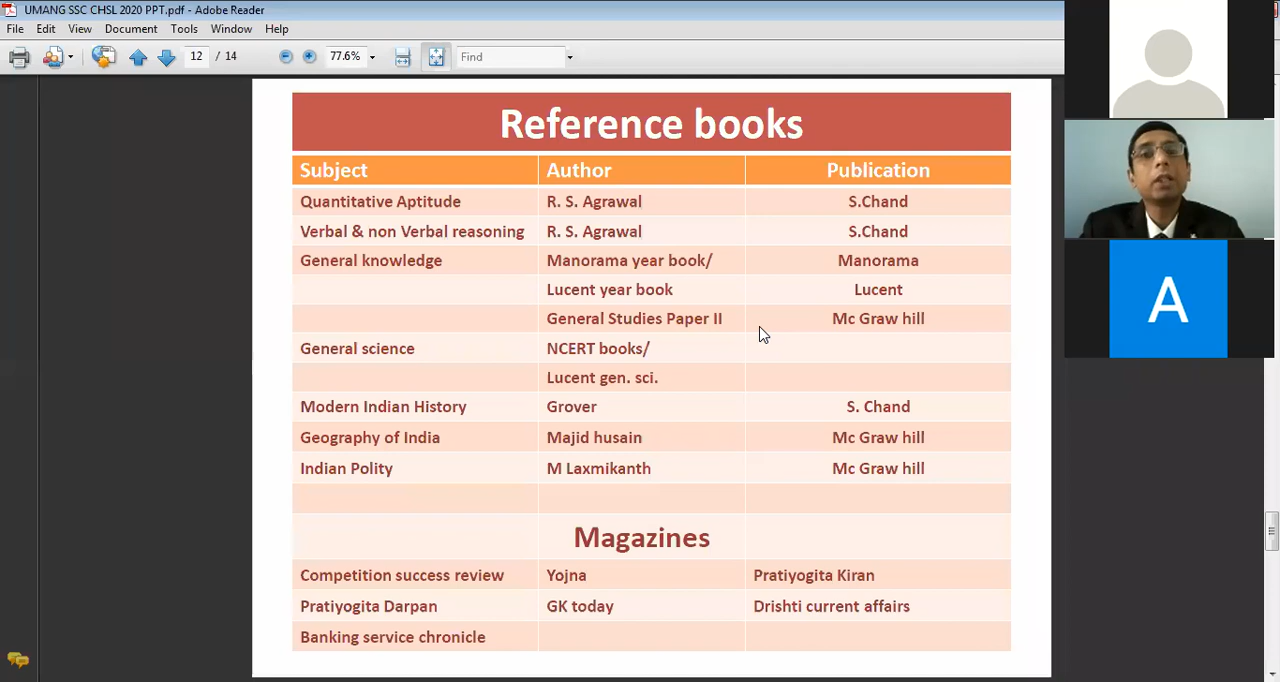 UMANG SSC CHSL 2020 PPT.pdf - Adobe Reader
File Edit View Document Tools Window Help
12 / 14 77.6% Find
Reference books
Subject Author Publication
Quantitative Aptitude R. S. Agrawal S.Chand
Verbal & non Verbal reasoning R. S. Agrawal S.Chand
General knowledge Manorama year book/ Manorama
Lucent year book Lucent
General Studies Paper II Mc Graw hill
General science NCERT books/
Lucent gen. sci.
Modern Indian History Grover S. Chand
Geography of India Majid husain Mc Graw hill
Indian Polity M Laxmikanth Mc Graw hill
Magazines
Competition success review Yojna Pratiyogita Kiran
Pratiyogita Darpan GK today Drishti current affairs
Banking service chronicle
A